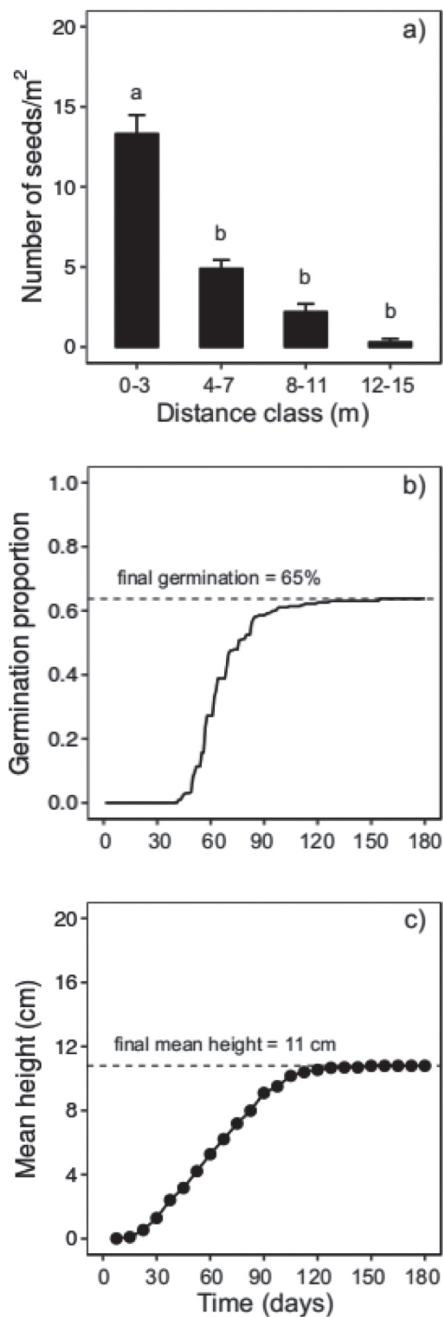 a)
20
15
10
5
0
Number of seeds/m²
a
b
b
b
0-3 4-7 8-11 12-15
Distance class (m)
b)
1.0
0.8
0.6
0.4
0.2
0.0
Germination proportion
final germination = 65%
0 30 60 90 120 150 180
c)
20
16
12
8
4
0
Mean height (cm)
final mean height = 11 cm
0 30 60 90 120 150 180
Time (days)